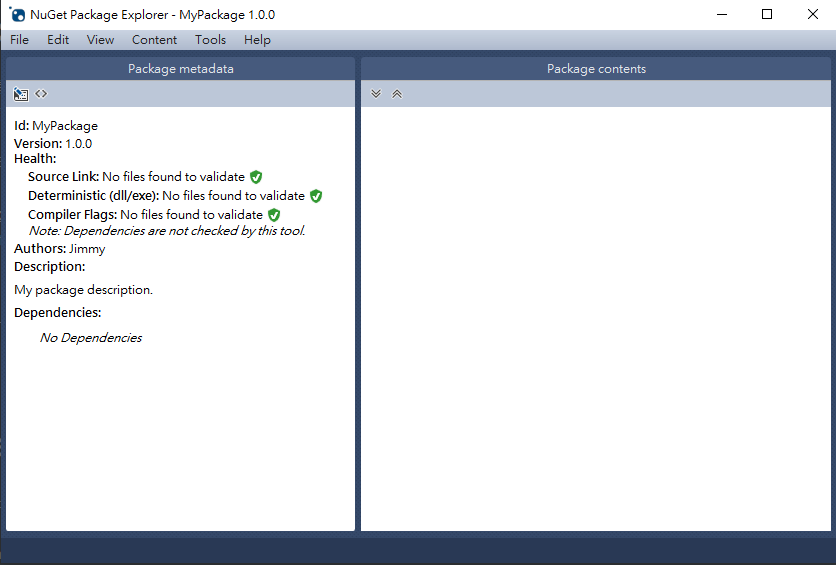 NuGet Package Explorer - MyPackage 1.0.0
File Edit View Content Tools Help
Package metadata
Package contents
Id: MyPackage
Version: 1.0.0
Health:
Source Link: No files found to validate
Deterministic (dll/exe): No files found to validate
Compiler Flags: No files found to validate
Note: Dependencies are not checked by this tool.
Authors: Jimmy
Description:
My package description.
Dependencies:
No Dependencies